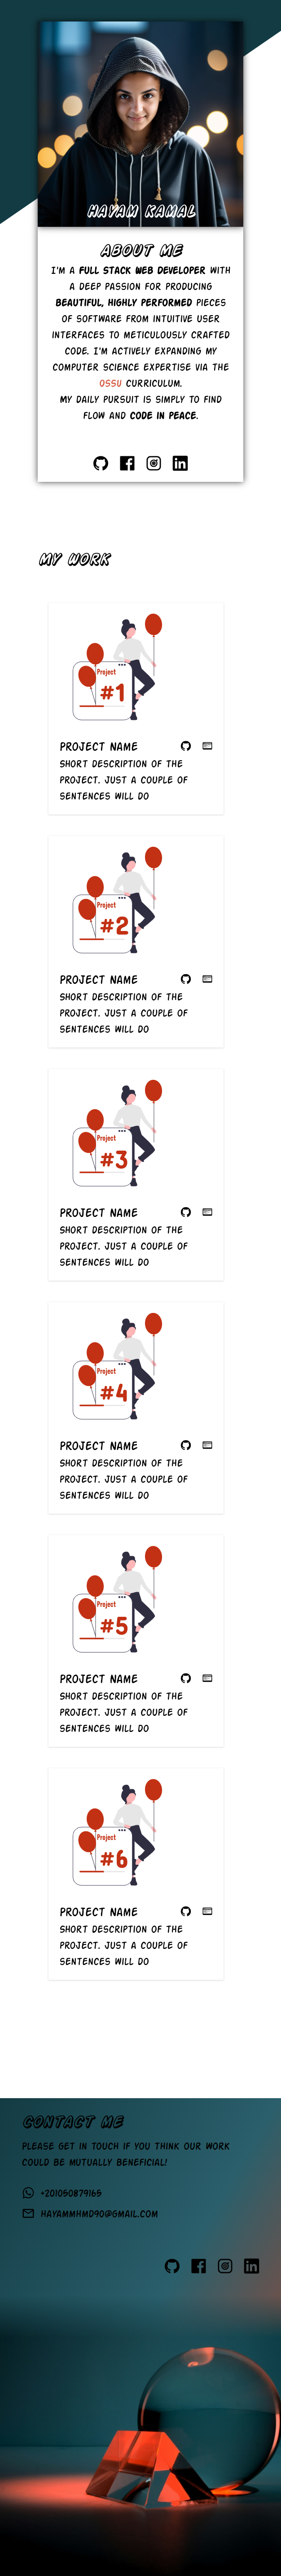 HAYAM KAMAL
ABOUT ME
I'M A FULL STACK WEB DEVELOPER WITH
A DEEP PASSION FOR PRODUCING
BEAUTIFUL, HIGHLY PERFORMED PIECES
OF SOFTWARE FROM INTUITIVE USER
INTERFACES TO METICULOUSLY CRAFTED
CODE. I'M ACTIVELY EXPANDING MY
COMPUTER SCIENCE EXPERTISE VIA THE
OSSU CURRICULUM.
MY DAILY PURSUIT IS SIMPLY TO FIND
FLOW AND CODE IN PEACE.
MY WORK
Project
#1
PROJECT NAME
SHORT DESCRIPTION OF THE
PROJECT. JUST A COUPLE OF
SENTENCES WILL DO
Project
#2
PROJECT NAME
SHORT DESCRIPTION OF THE
PROJECT. JUST A COUPLE OF
SENTENCES WILL DO
Project
#3
PROJECT NAME
SHORT DESCRIPTION OF THE
PROJECT. JUST A COUPLE OF
SENTENCES WILL DO
Project
#4
PROJECT NAME
SHORT DESCRIPTION OF THE
PROJECT. JUST A COUPLE OF
SENTENCES WILL DO
Project
#5
PROJECT NAME
SHORT DESCRIPTION OF THE
PROJECT. JUST A COUPLE OF
SENTENCES WILL DO
Project
#6
PROJECT NAME
SHORT DESCRIPTION OF THE
PROJECT. JUST A COUPLE OF
SENTENCES WILL DO
CONTACT ME
PLEASE GET IN TOUCH IF YOU THINK OUR WORK
COULD BE MUTUALLY BENEFICIAL!
+201050879165
HAYAMMHMD90@GMAIL.COM